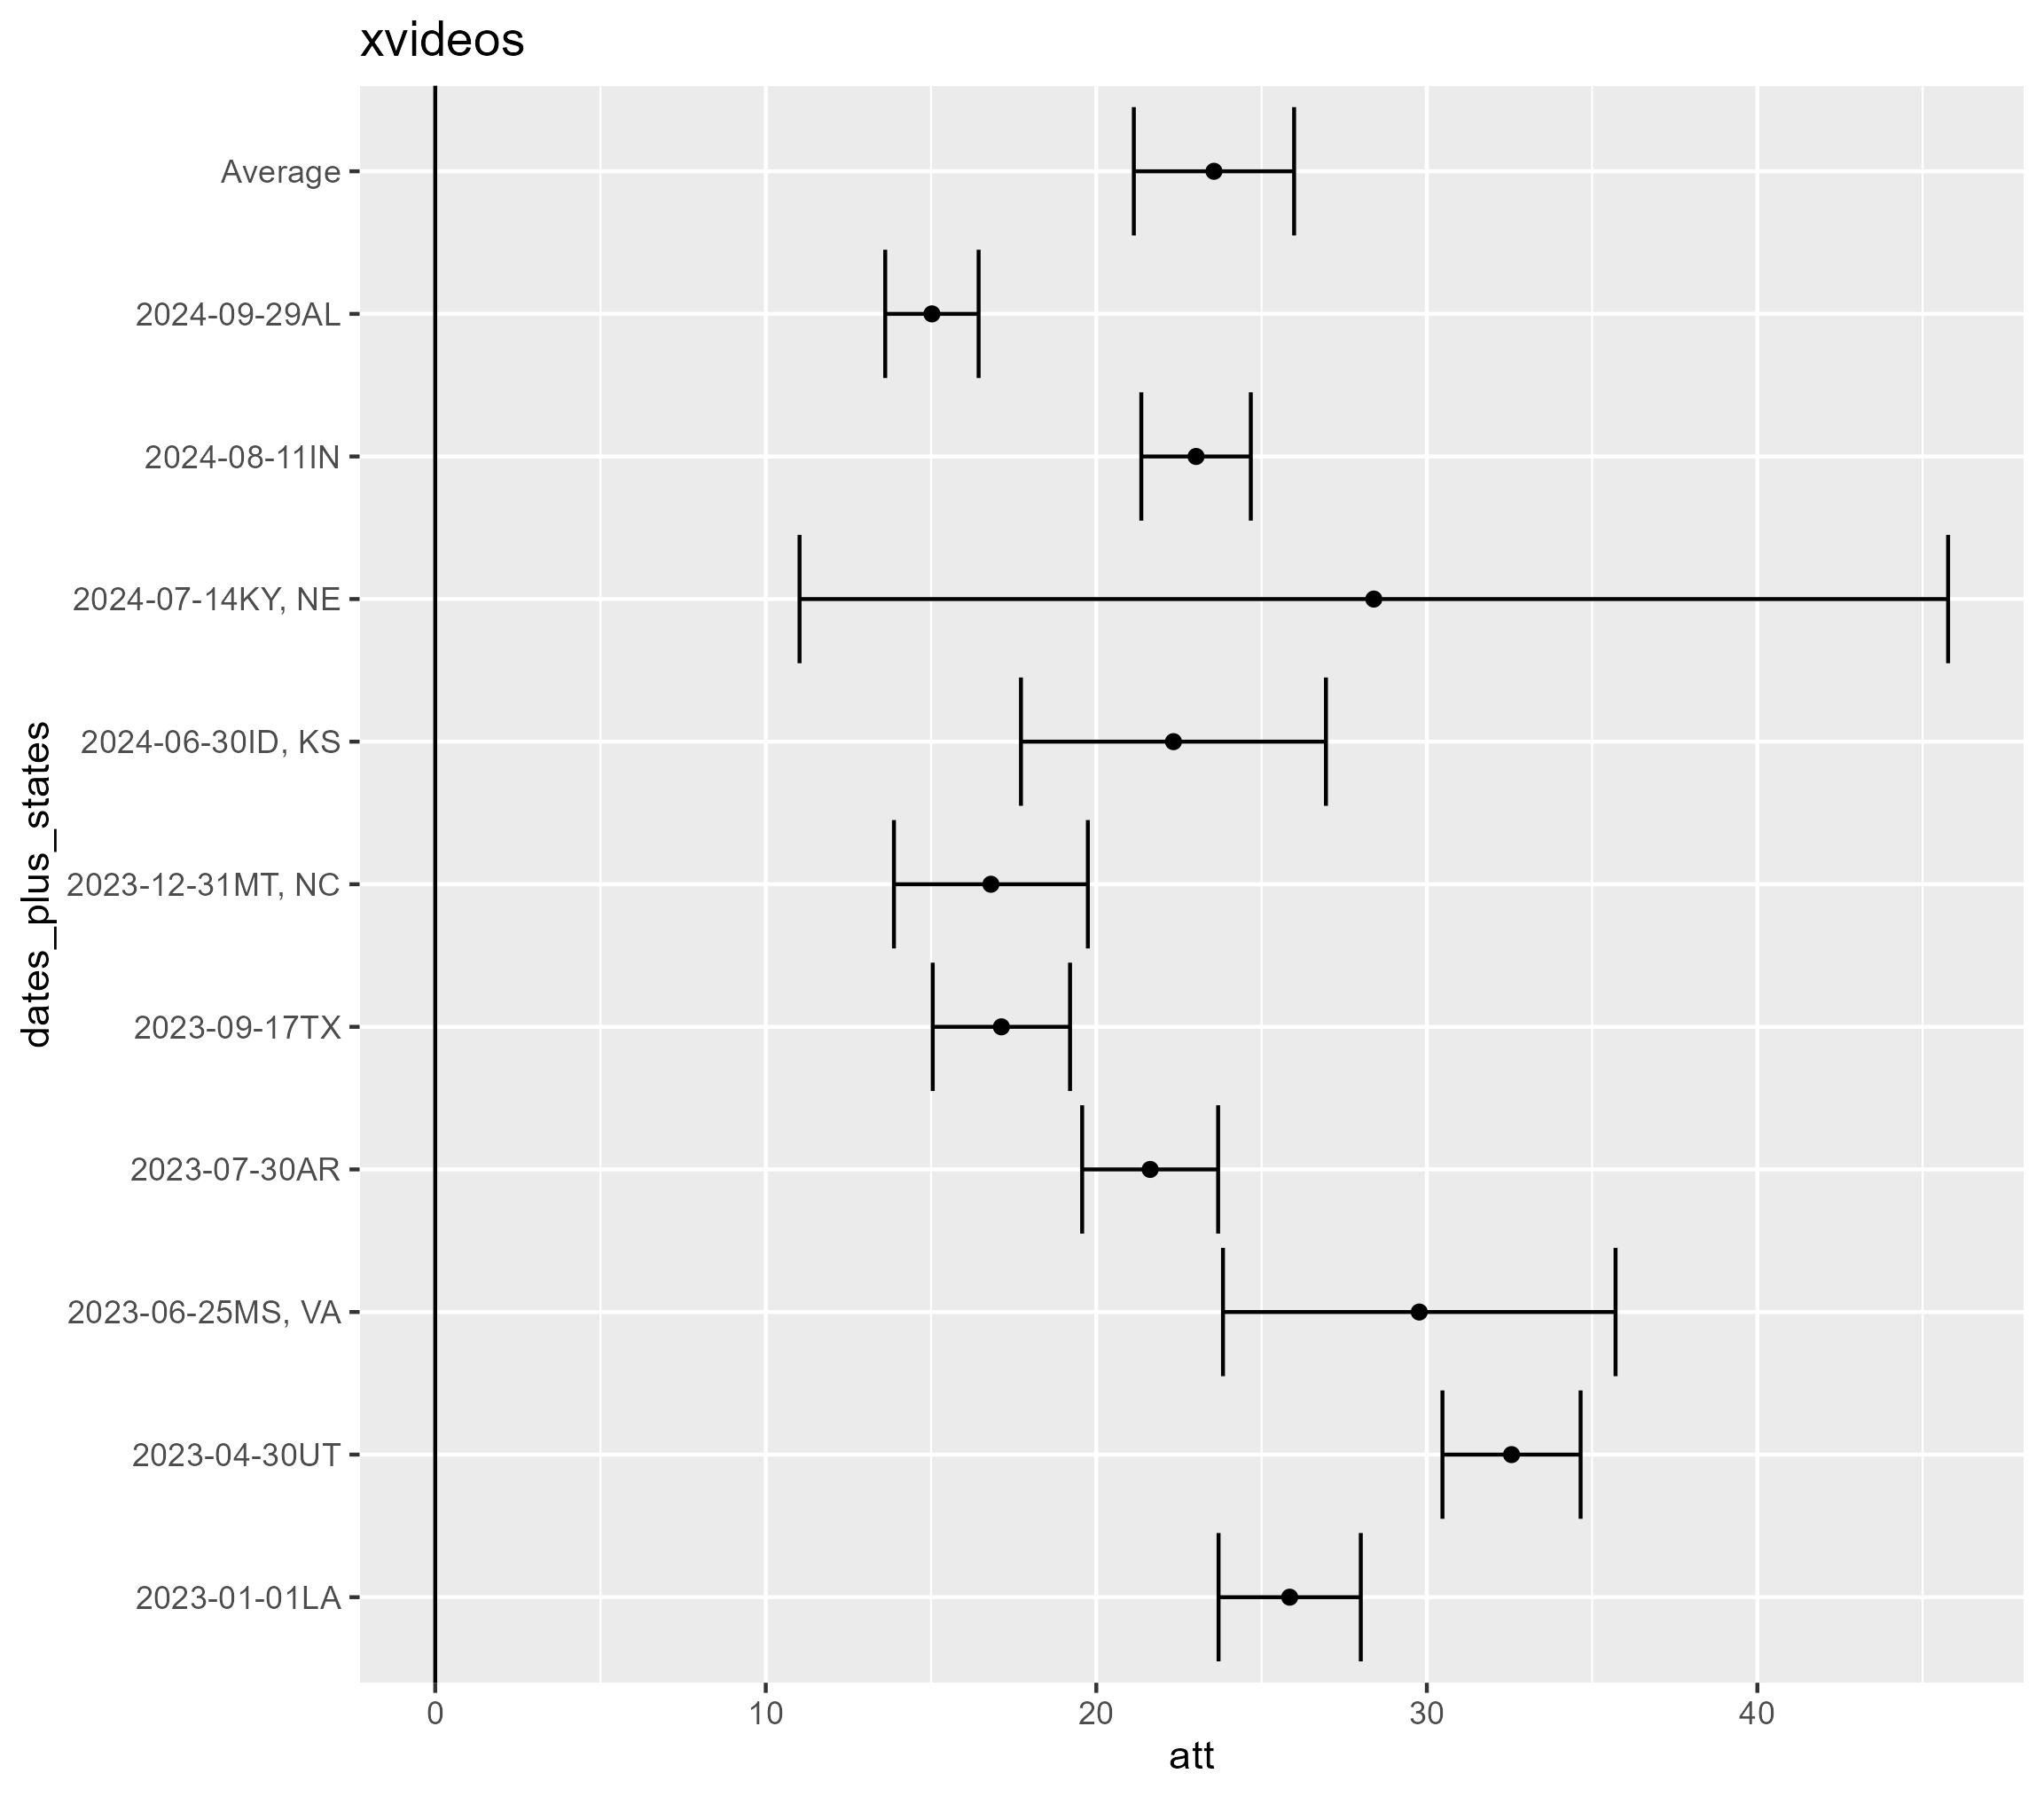 xvideos
dates_plus_states
Average
2024-09-29AL
2024-08-11IN
2024-07-14KY, NE
2024-06-30ID, KS
2023-12-31MT, NC
2023-09-17TX
2023-07-30AR
2023-06-25MS, VA
2023-04-30UT
2023-01-01LA
0 10 20 30 40
att